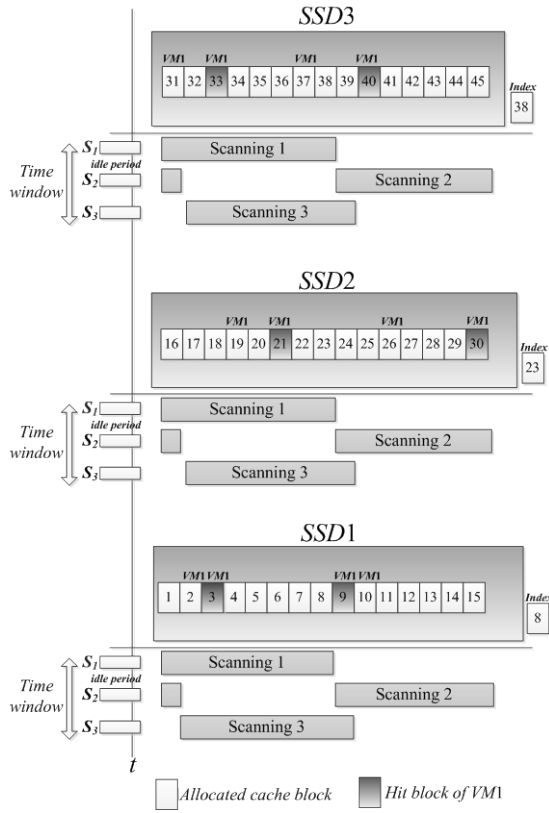 SSD3
VM1 VM1 VM1 VM1
31 32 33 34 35 36 37 38 39 40 41 42 43 44 45
Index
38
S1 Scanning 1
idle period
Time window
S2 Scanning 2
S3 Scanning 3
SSD2
VM1 VM1 VM1 VM1
16 17 18 19 20 21 22 23 24 25 26 27 28 29 30
Index
23
S1 Scanning 1
idle period
Time window
S2 Scanning 2
S3 Scanning 3
SSD1
VM1 VM1 VM1 VM1
1 2 3 4 5 6 7 8 9 10 11 12 13 14 15
Index
8
S1 Scanning 1
idle period
Time window
S2 Scanning 2
S3 Scanning 3
t
Allocated cache block
Hit block of VM1